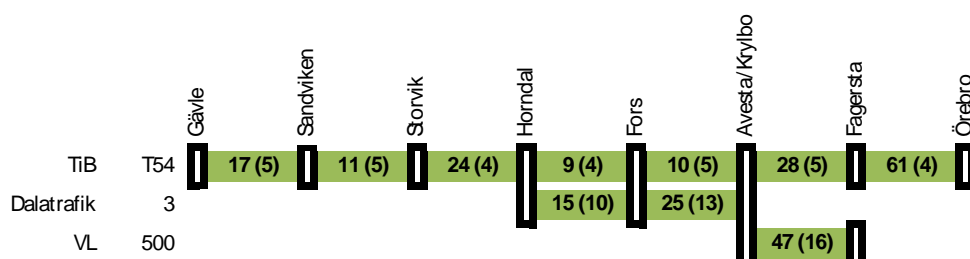 Gävle
Sandviken
Storvik
Horndal
Fors
Avesta/Krylbo
Fagersta
Örebro
TiB T54 17 (5) 11 (5) 24 (4) 9 (4) 10 (5) 28 (5) 61 (4)
Dalatrafik 3 15 (10) 25 (13)
VL 500 47 (16)